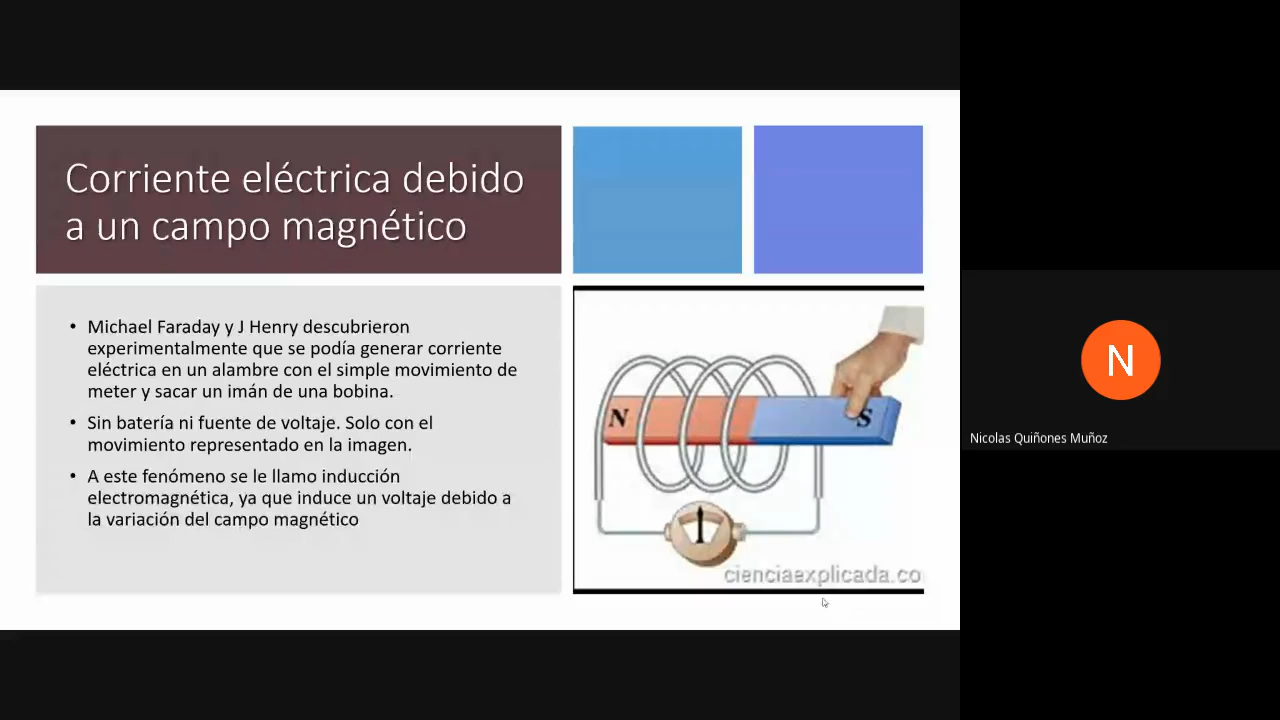 Corriente eléctrica debido
a un campo magnético
• Michael Faraday y J Henry descubrieron
experimentalmente que se podía generar corriente
eléctrica en un alambre con el simple movimiento de
meter y sacar un imán de una bobina.
• Sin batería ni fuente de voltaje. Solo con el
movimiento representado en la imagen.
• A este fenómeno se le llamo inducción
electromagnética, ya que induce un voltaje debido a
la variación del campo magnético
N
S
cienciaexplicada.co
N
Nicolas Quiñones Muñoz